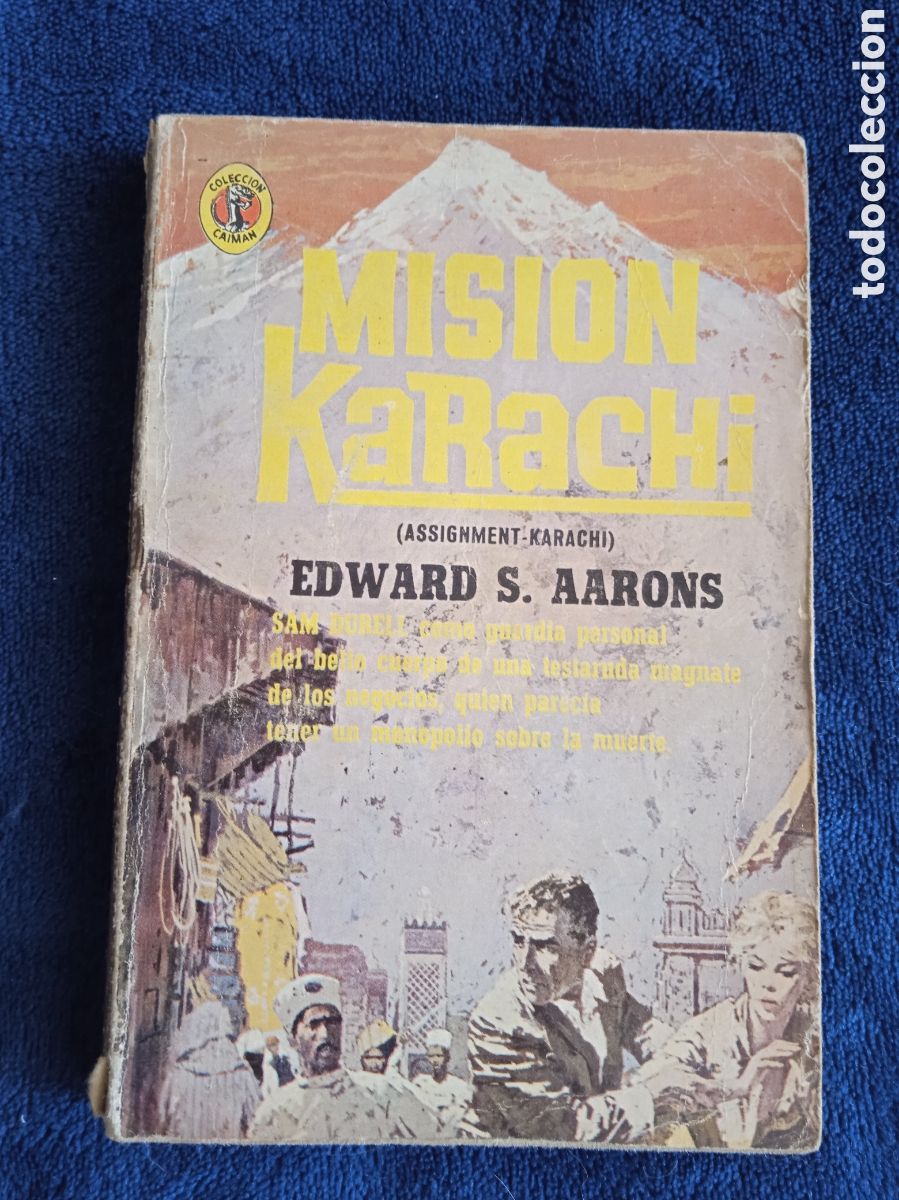 COLECCION
CAIMAN
MISION
KaRacHi
(ASSIGNMENT-KARACHI)
EDWARD S. AARONS
SAM DURELL como guardia personal
del bello cuerpo de una testaruda magnate
de los negocios, quien parecia
tener un monopolio sobre la muerte.
todocoleccion